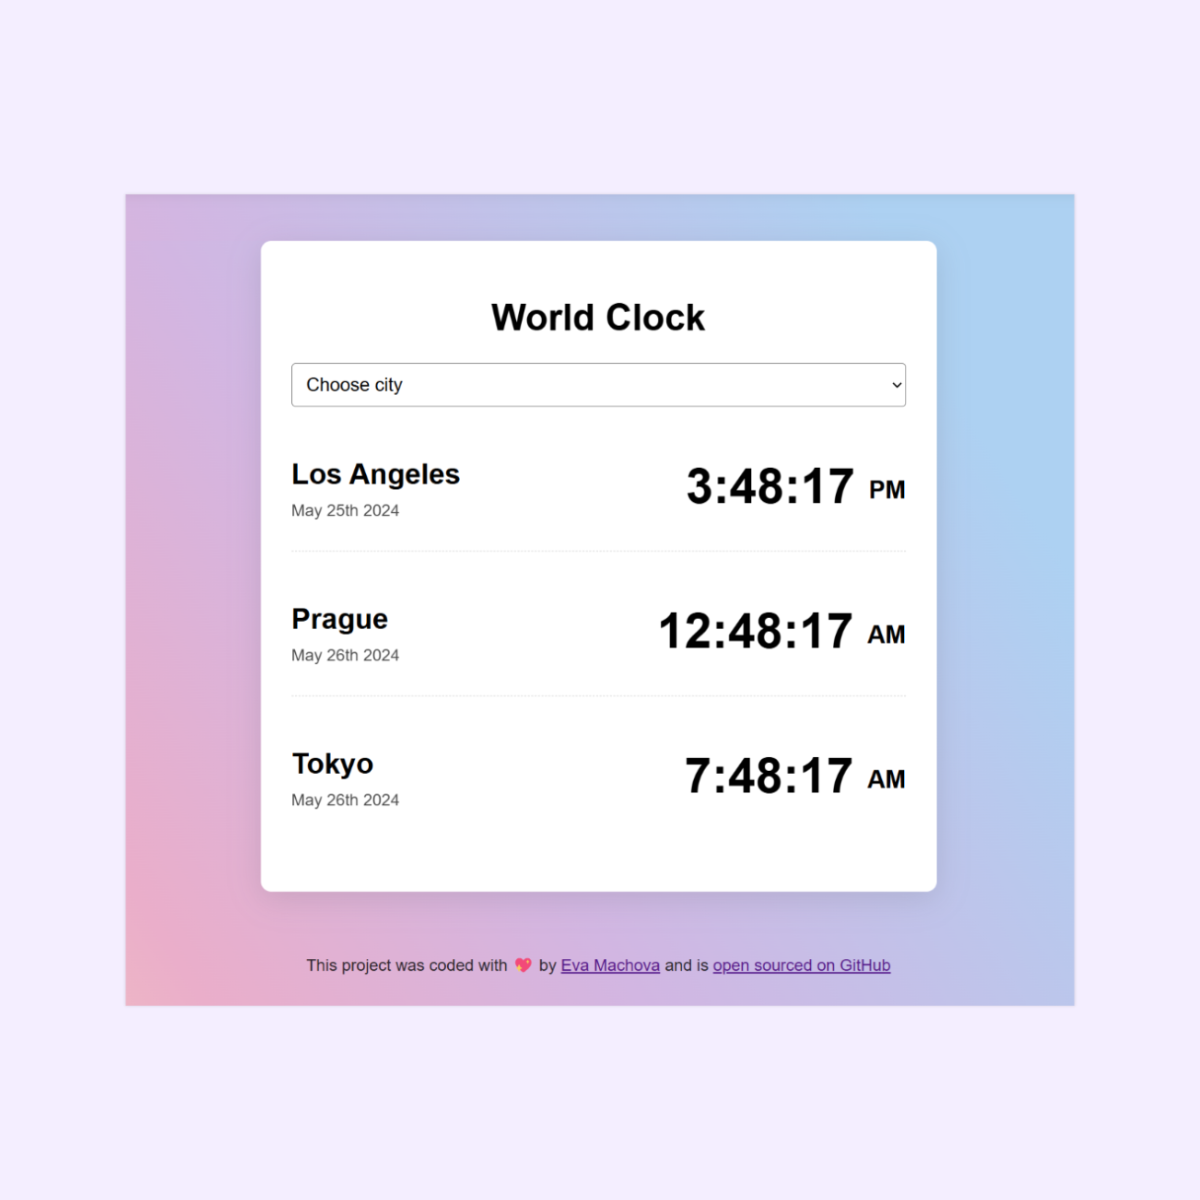 World Clock
Choose city
Los Angeles
3:48:17 PM
May 25th 2024
Prague
12:48:17 AM
May 26th 2024
Tokyo
7:48:17 AM
May 26th 2024
This project was coded with 💖 by Eva Machova and is open sourced on GitHub